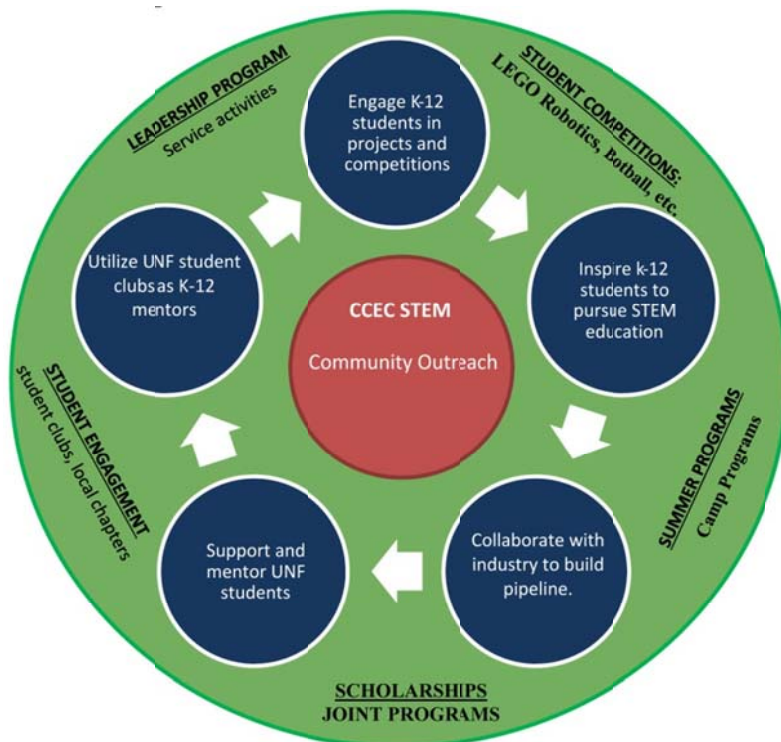 LEADERSHIP PROGRAM
Service activities
STUDENT COMPETITIONS:
LEGO Robotics, Botball, etc.
Engage K-12
students in
projects and
competitions
Utilize UNF student
clubs as K-12
mentors
Inspire k-12
students to
pursue STEM
education
CCEC STEM
Community Outreach
STUDENT ENGAGEMENT
student clubs, local chapters
SUMMER PROGRAMS
Camp Programs
Support and
mentor UNF
students
Collaborate with
industry to build
pipeline.
SCHOLARSHIPS
JOINT PROGRAMS